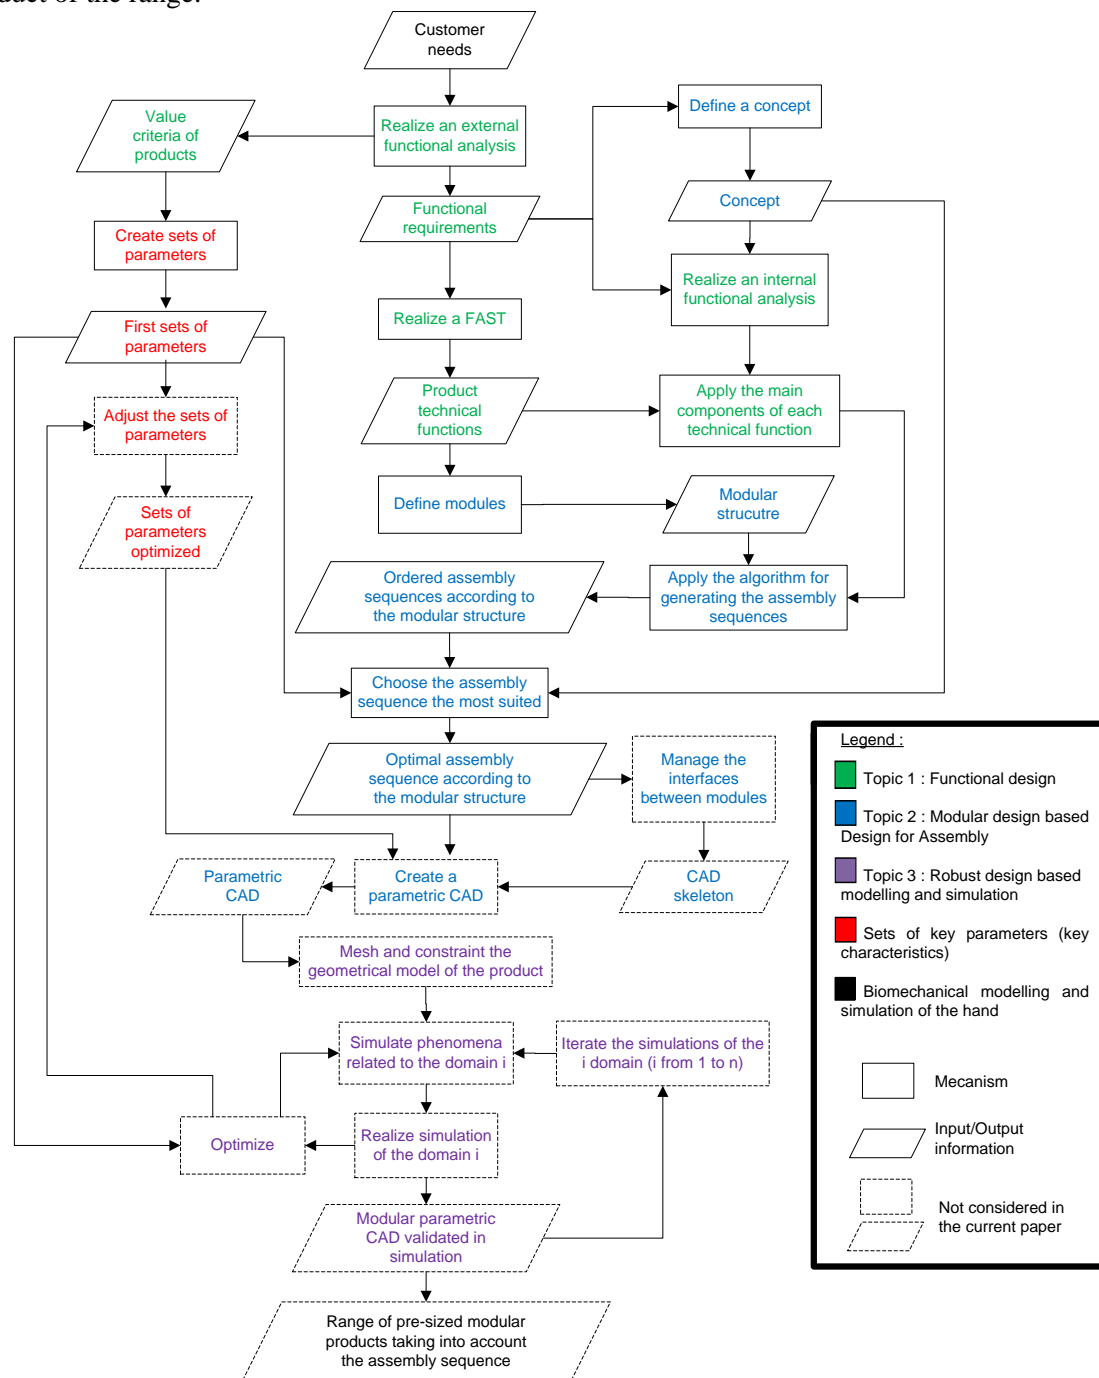 duct of the range.
Customer
needs
Value
criteria of
products
Realize an external
functional analysis
Define a concept
Functional
requirements
Concept
Create sets of
parameters
Realize an internal
functional analysis
First sets of
parameters
Realize a FAST
Adjust the sets of
parameters
Product
technical
functions
Apply the main
components of each
technical function
Sets of
parameters
optimized
Define modules
Modular
strucutre
Ordered assembly
sequences according to
the modular structure
Apply the algorithm for
generating the assembly
sequences
Choose the assembly
sequence the most suited
Optimal assembly
sequence according to
the modular structure
Manage the
interfaces
between modules
Parametric
CAD
Create a
parametric CAD
CAD
skeleton
Mesh and constraint the
geometrical model of the product
Simulate phenomena
related to the domain i
Iterate the simulations of the
i domain (i from 1 to n)
Optimize
Realize simulation
of the domain i
Modular parametric
CAD validated in
simulation
Range of pre-sized modular
products taking into account
the assembly sequence
Legend :
Topic 1 : Functional design
Topic 2 : Modular design based
Design for Assembly
Topic 3 : Robust design based
modelling and simulation
Sets of key parameters (key
characteristics)
Biomechanical modelling and
simulation of the hand
Mecanism
Input/Output
information
Not considered in
the current paper